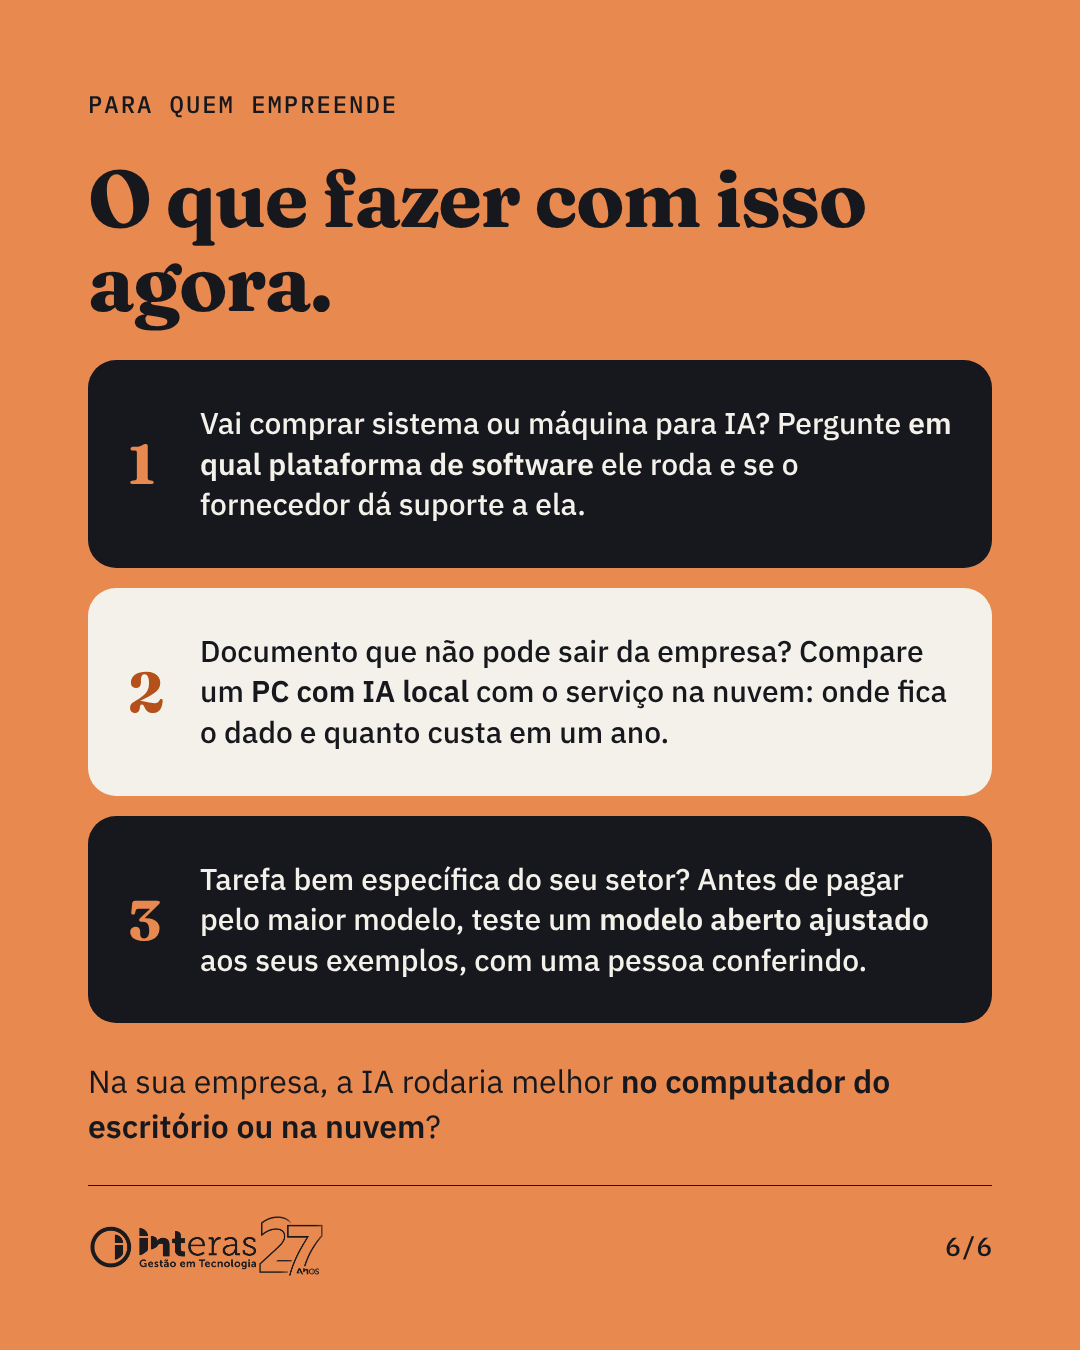 PARA QUEM EMPREENDE
O que fazer com isso
agora.
1
Vai comprar sistema ou máquina para IA? Pergunte em
qual plataforma de software ele roda e se o
fornecedor dá suporte a ela.
2
Documento que não pode sair da empresa? Compare
um PC com IA local com o serviço na nuvem: onde fica
o dado e quanto custa em um ano.
3
Tarefa bem específica do seu setor? Antes de pagar
pelo maior modelo, teste um modelo aberto ajustado
aos seus exemplos, com uma pessoa conferindo.
Na sua empresa, a IA rodaria melhor no computador do
escritório ou na nuvem?
interas 27
Gestão em Tecnologia ANOS
6/6